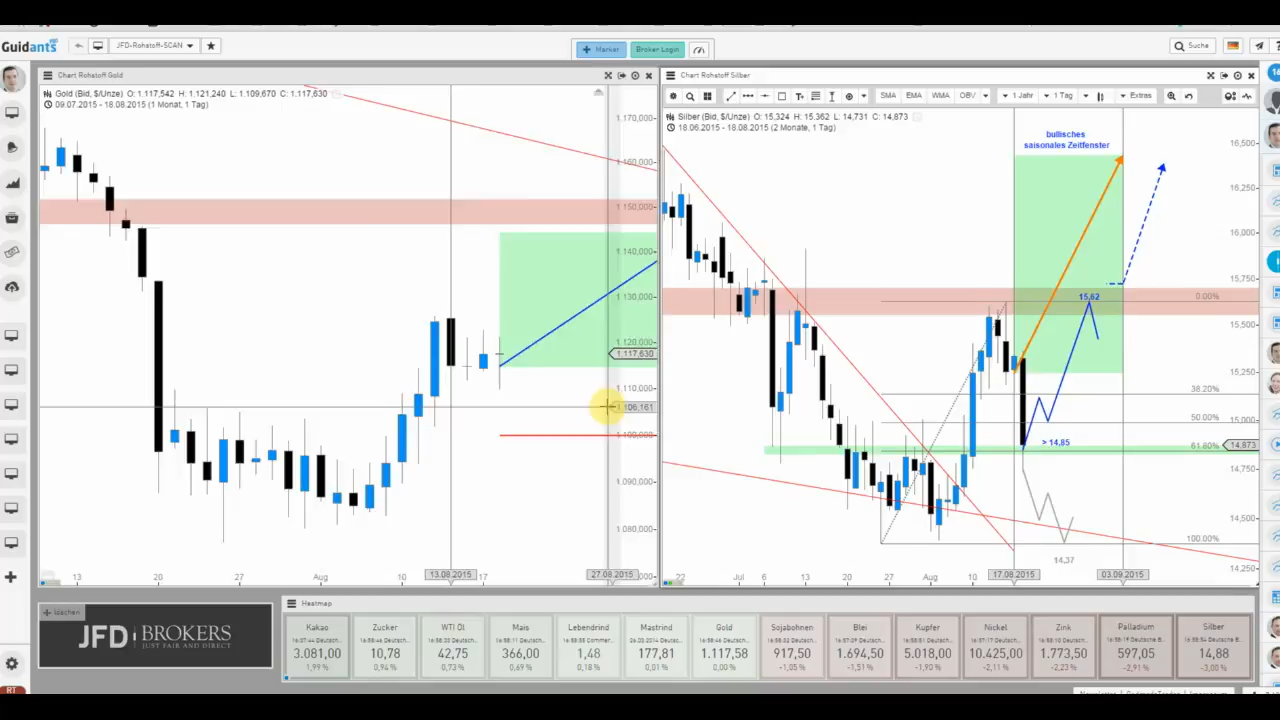 Guidants
JFD-Rohstoff-SCAN
Market
Broker Login
Suche
Chart Rohstoff Gold
Gold (Bid, $/Unze) O: 1.117,542 H: 1.121,240 L: 1.109,670 C: 1.117,630
09.07.2015 - 18.08.2015 (1 Monat, 1 Tag)
1.170,000
1.160,000
1.150,000
1.140,000
1.130,000
1.120,000
1.117,630
1.110,000
1.106,161
1.100,000
1.090,000
1.080,000
13
20
27
Aug
10
13.08.2015
17
27.08.2015
Chart Rohstoff Silber
SMA
EMA
WMA
OBV
1 Jahr
1 Tag
Extras
Silber (Bid, $/Unze) O: 15,324 H: 15,362 L: 14,731 C: 14,873
18.06.2015 - 18.08.2015 (2 Monate, 1 Tag)
bullisches
saisonales Zeitfenster
16,500
16,250
16,000
15,750
15,62
0.00%
15,500
15,250
38.20%
15,000
50.00%
> 14,85
61.80%
14,873
14,750
14,500
100.00%
14,37
14,250
22
Jul
6
13
20
27
Aug
10
17.08.2015
03.09.2015
löschen
JFD BROKERS
JUST FAIR AND DIRECT
Heatmap
Kakao
3.081,00
1,99 %
Zucker
10,78
0,94 %
WTI Öl
42,75
0,73 %
Mais
366,00
0,69 %
Lebendrind
1,48
0,18 %
Mastrind
177,81
0,01 %
Gold
1.117,58
0,00 %
Sojabohnen
917,50
-1,05 %
Blei
1.694,50
-1,51 %
Kupfer
5.018,00
-1,90 %
Nickel
10.425,00
-2,11 %
Zink
1.773,50
-2,23 %
Palladium
597,05
-2,91 %
Silber
14,88
-3,00 %
RT